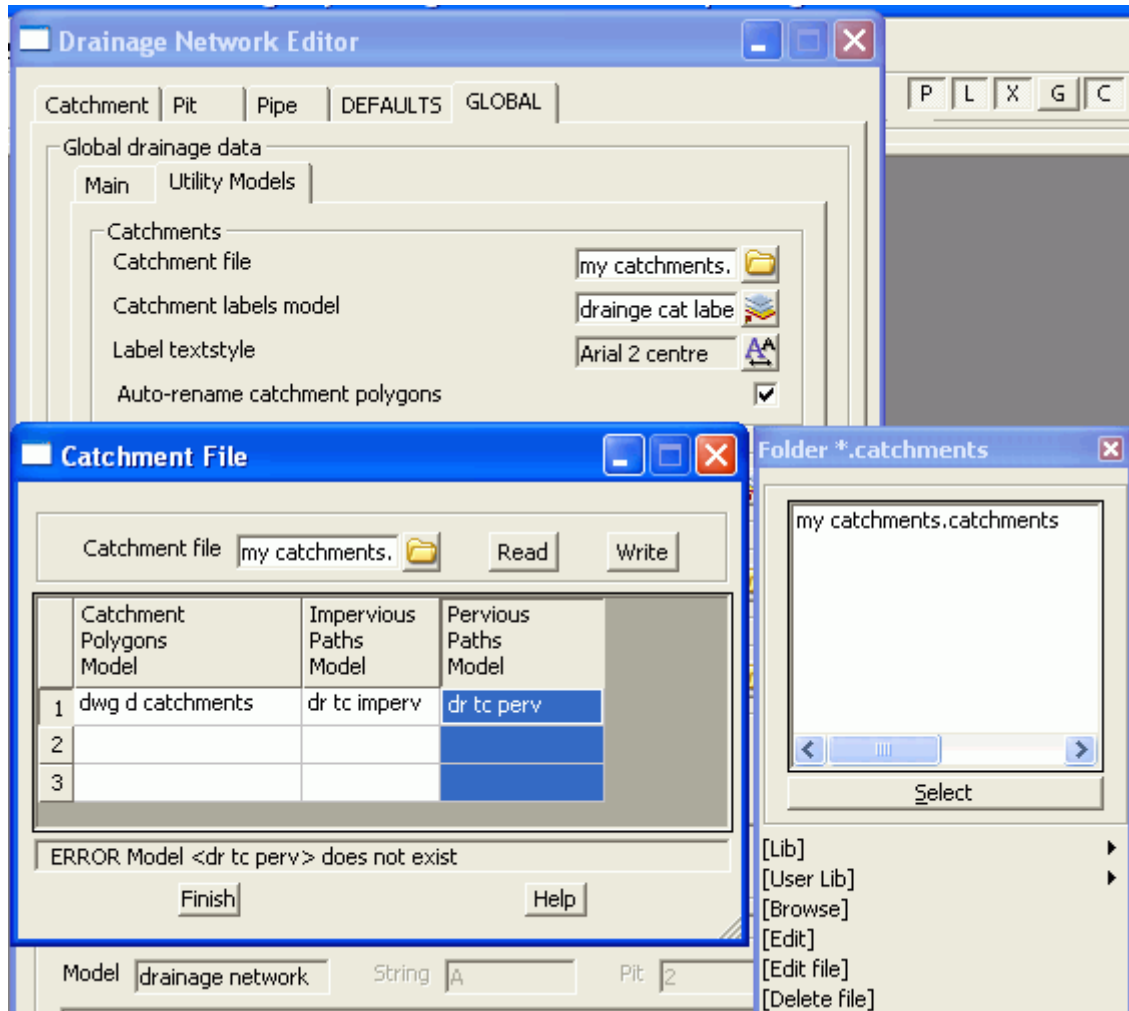 Drainage Network Editor
Catchment Pit Pipe DEFAULTS GLOBAL
P L X G C
Global drainage data
Main Utility Models
Catchments
Catchment file my catchments.
Catchment labels model drainge cat labe
Label textstyle Arial 2 centre
Auto-rename catchment polygons
Catchment File
Catchment file my catchments. Read Write
Catchment Polygons Model
Impervious Paths Model
Pervious Paths Model
1 dwg d catchments dr tc imperv dr tc perv
2
3
ERROR Model <dr tc perv> does not exist
Finish Help
Folder *.catchments
my catchments.catchments
Select
[Lib]
[User Lib]
[Browse]
[Edit]
[Edit file]
[Delete file]
Model drainage network String A Pit 2